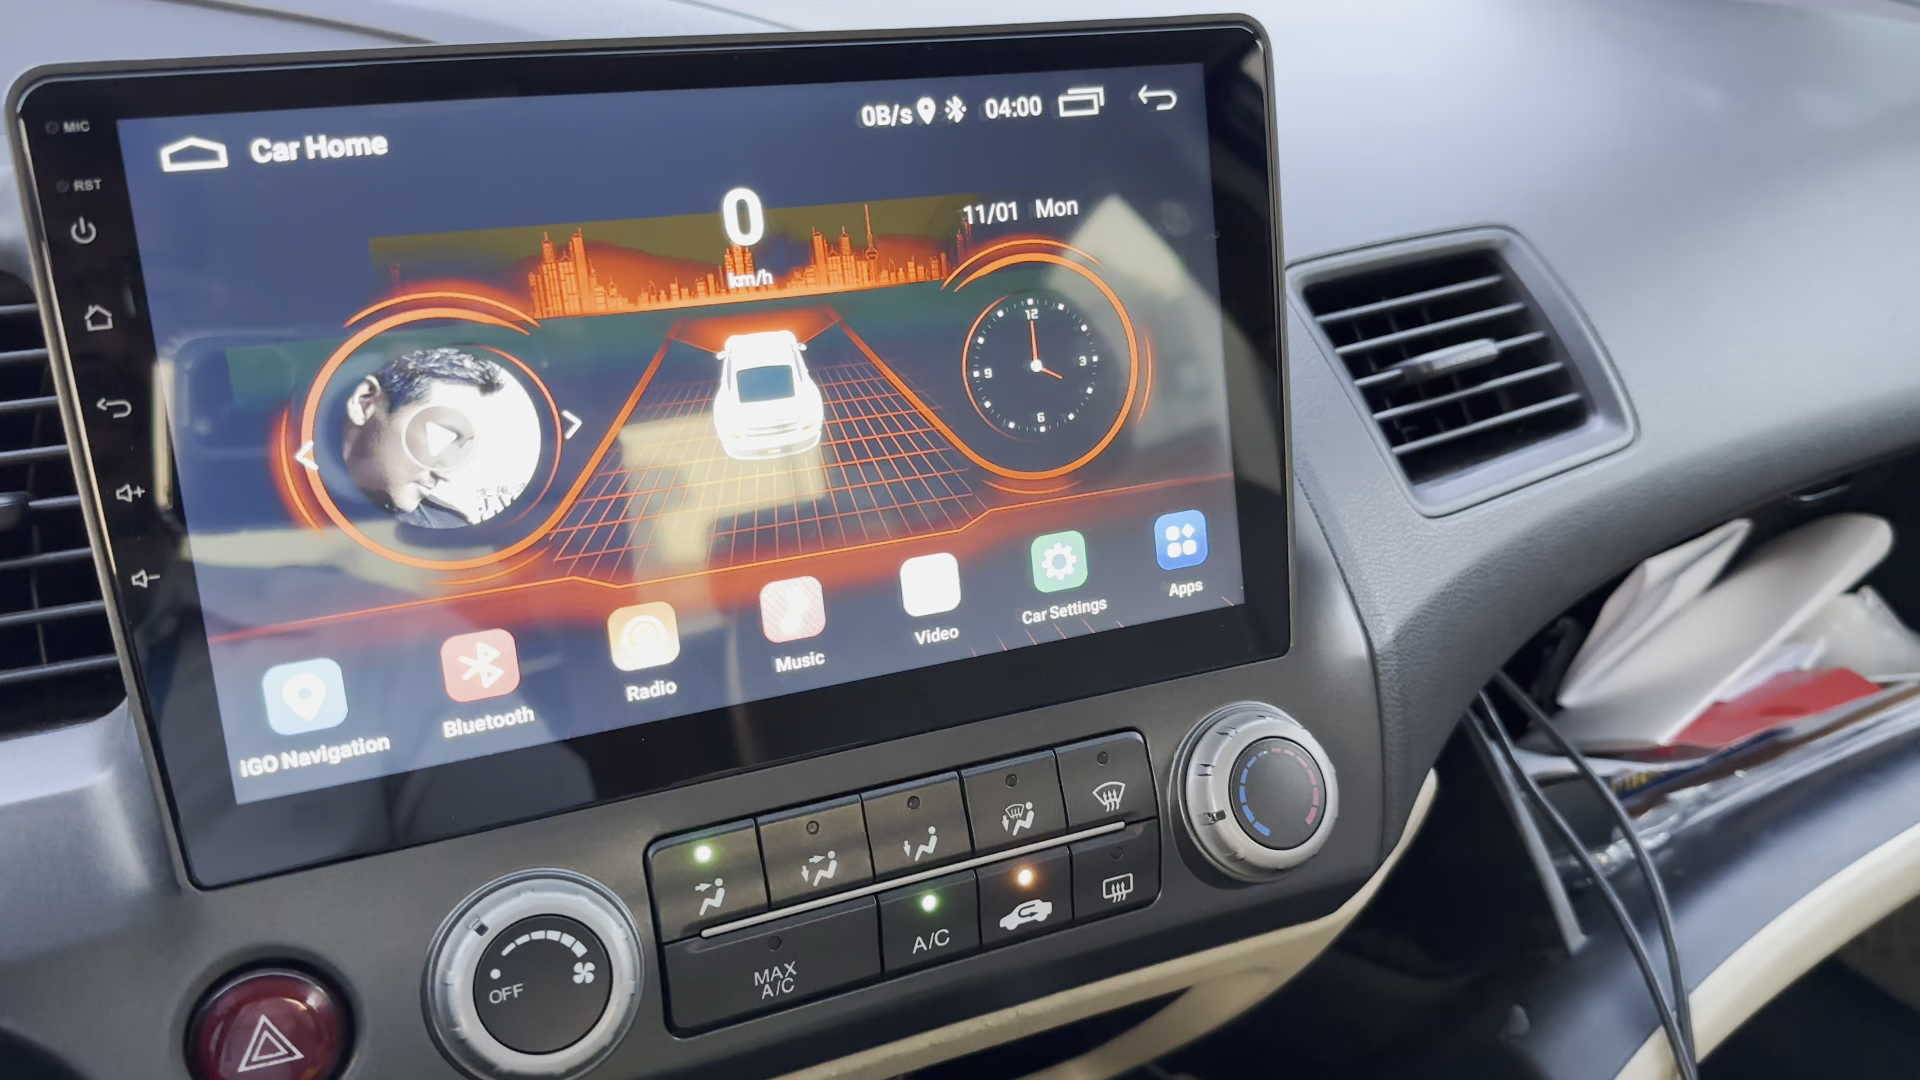 MIC
RST
Car Home
0B/s 04:00
0
km/h
11/01 Mon
12
3
6
9
iGO Navigation
Bluetooth
Radio
Music
Video
Car Settings
Apps
OFF
MAX
A/C
A/C